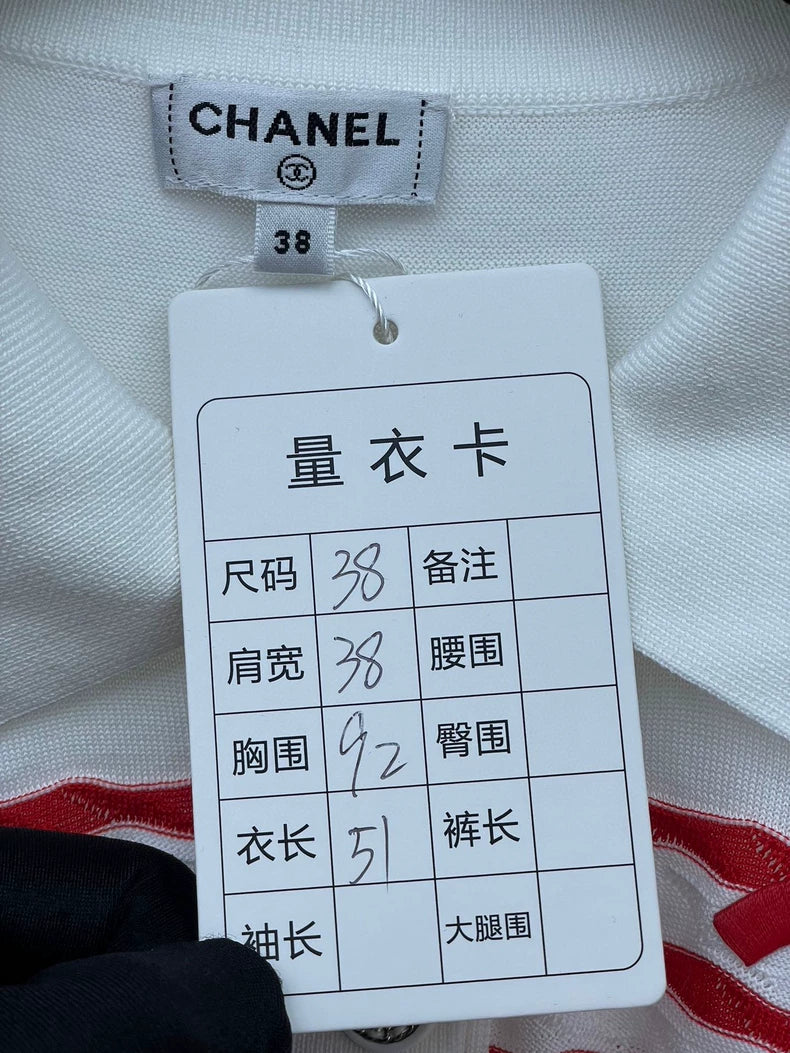 CHANEL
38
量衣卡
尺码 38 备注
肩宽 38 腰围
胸围 92 臀围
衣长 51 裤长
袖长 大腿围